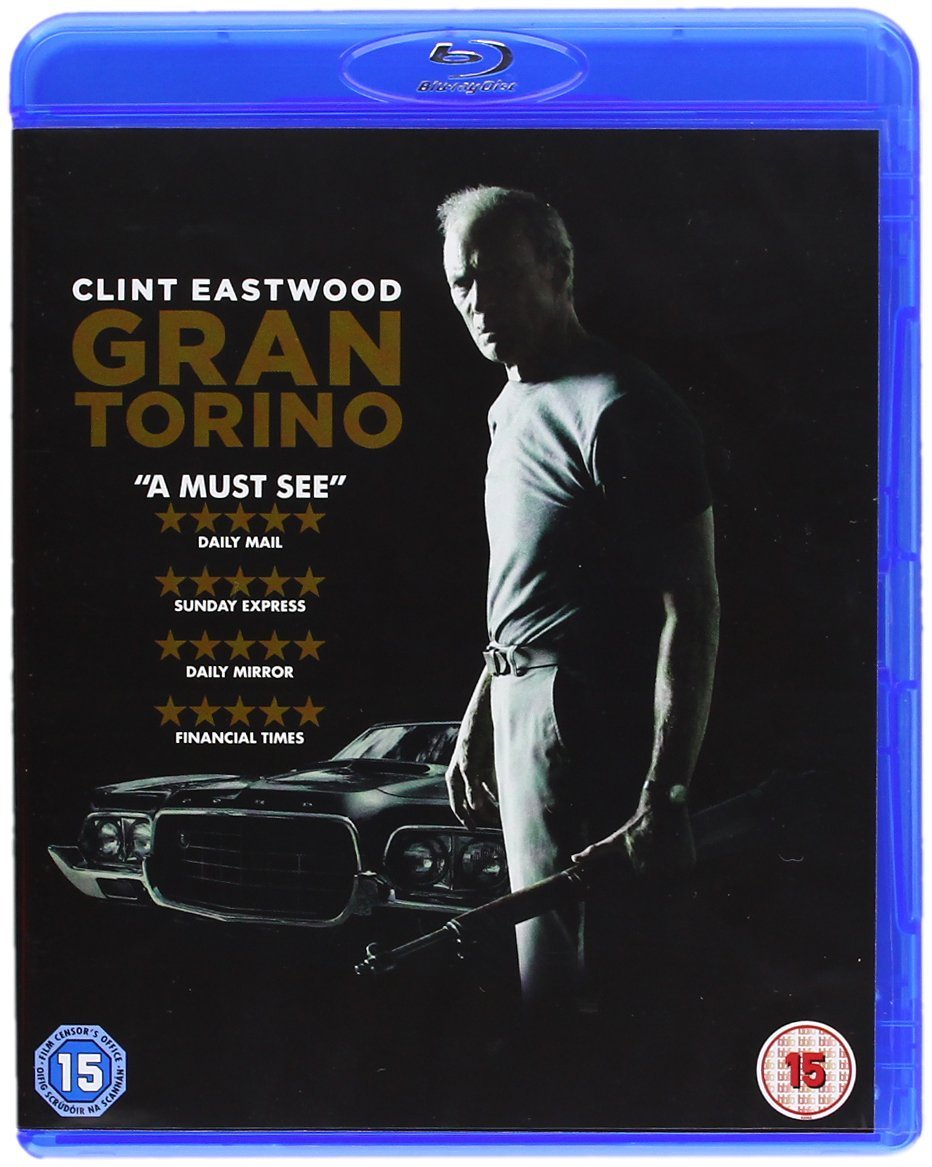 Blu-ray Disc
CLINT EASTWOOD
GRAN
TORINO
“A MUST SEE”
DAILY MAIL
SUNDAY EXPRESS
DAILY MIRROR
FINANCIAL TIMES
FORD
· FILM CENSOR'S OFFICE ·
15
OIFIG SCRÚDÓIR NA SCANNÁN
15
bbfc